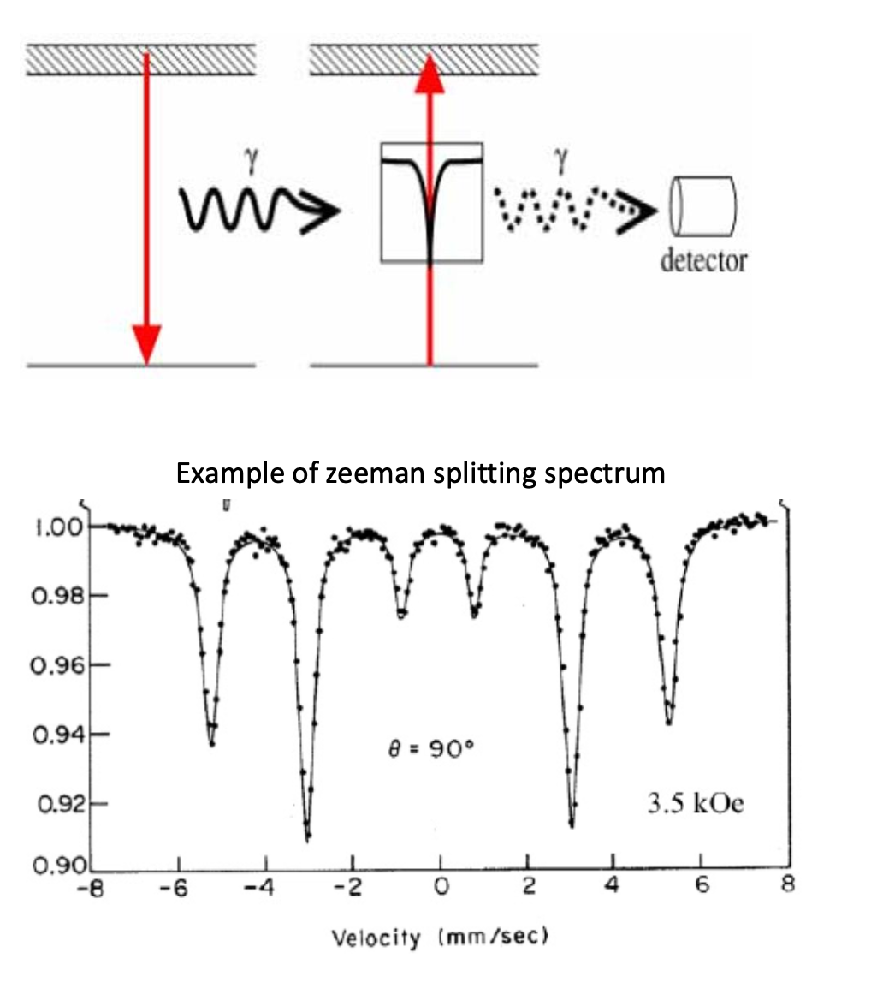 γ
γ
detector
Example of zeeman splitting spectrum
1.00
0.98
0.96
0.94
θ = 90°
0.92
3.5 kOe
0.90
-8 -6 -4 -2 0 2 4 6 8
Velocity (mm/sec)